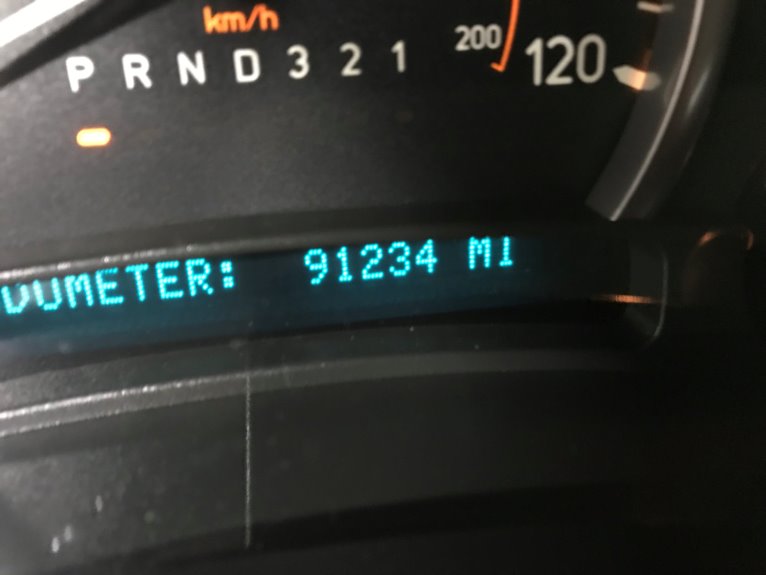 km/h
P R N D 3 2 1
200
120
ODOMETER: 91234 MI